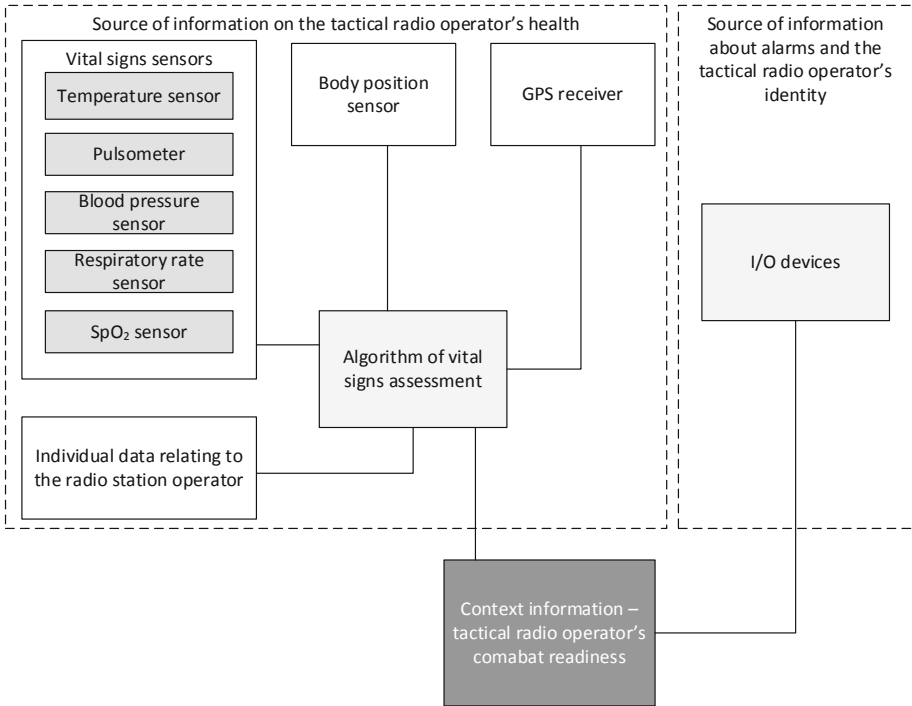 Source of information on the tactical radio operator’s health
Vital signs sensors
Temperature sensor
Pulsometer
Blood pressure
sensor
Respiratory rate
sensor
SpO₂ sensor
Body position
sensor
GPS receiver
Algorithm of vital
signs assessment
Individual data relating to
the radio station operator
Source of information
about alarms and the
tactical radio operator’s
identity
I/O devices
Context information –
tactical radio operator’s
comabat readiness